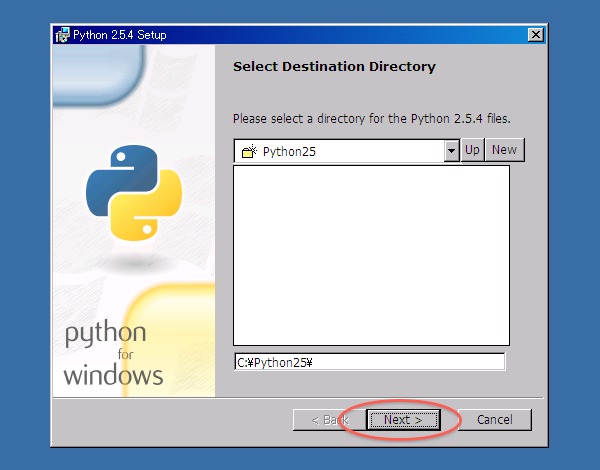 Python 2.5.4 Setup
Select Destination Directory
Please select a directory for the Python 2.5.4 files.
Python25
Up
New
C:¥Python25¥
python
for
windows
< Back
Next >
Cancel